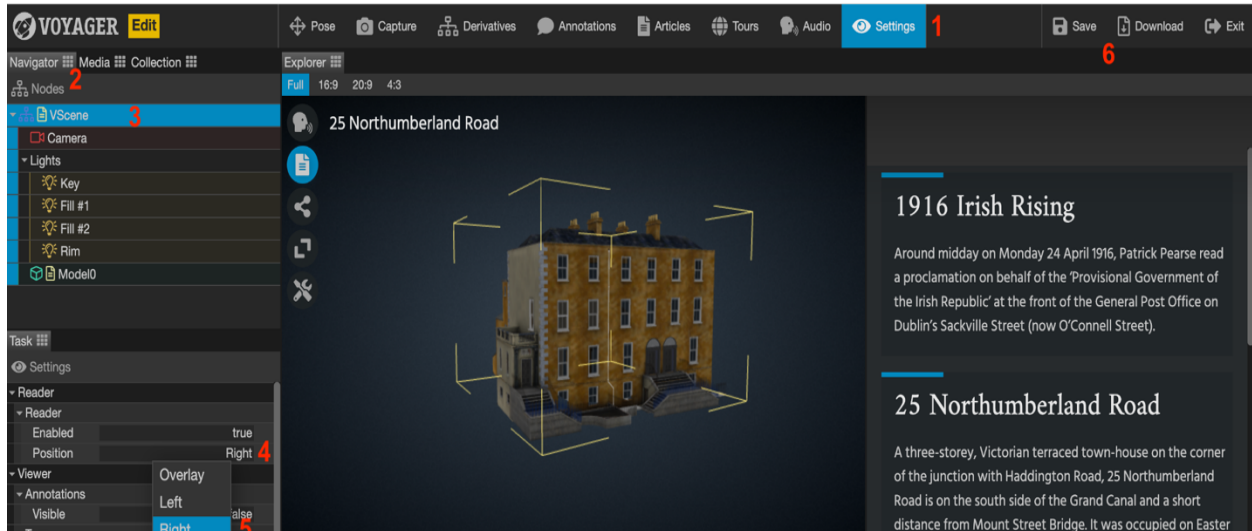 VOYAGER Edit Pose Capture Derivatives Annotations Articles Tours Audio Settings 1 Save Download Exit
6
Navigator Media Collection Explorer
2
Nodes Full 16:9 20:9 4:3
VScene 3
Camera
Lights
Key
Fill #1
Fill #2
Rim
Model0
25 Northumberland Road
1916 Irish Rising
Around midday on Monday 24 April 1916, Patrick Pearse read
a proclamation on behalf of the ‘Provisional Government of
the Irish Republic’ at the front of the General Post Office on
Dublin’s Sackville Street (now O’Connell Street).
25 Northumberland Road
A three-storey, Victorian terraced town-house on the corner
of the junction with Haddington Road, 25 Northumberland
Road is on the south side of the Grand Canal and a short
distance from Mount Street Bridge. It was occupied on Easter
Task
Settings
Reader
Reader
Enabled true
Position Right 4
Viewer
Annotations
Visible
Overlay
Left
Right 5